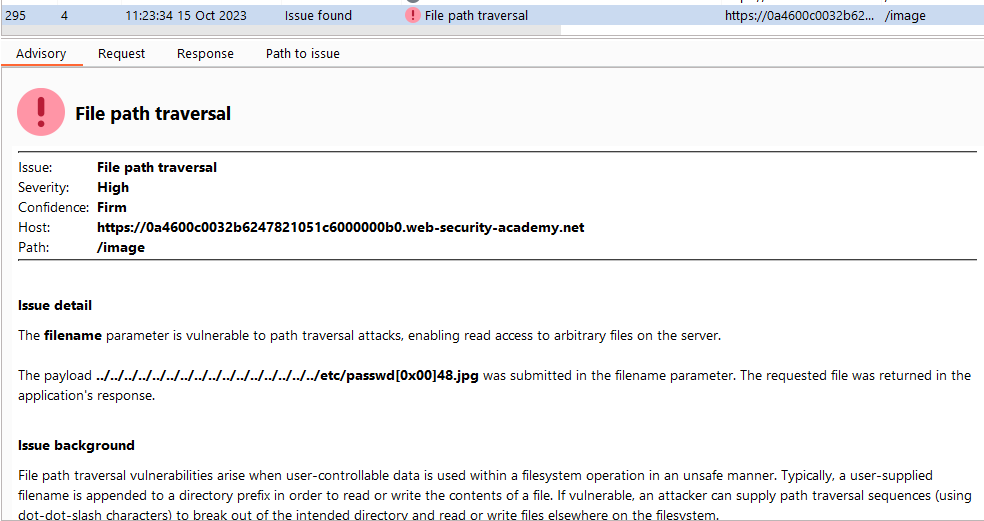 295 4 11:23:34 15 Oct 2023 Issue found File path traversal https://0a4600c0032b62... /image
Advisory Request Response Path to issue
File path traversal
Issue: File path traversal
Severity: High
Confidence: Firm
Host: https://0a4600c0032b6247821051c6000000b0.web-security-academy.net
Path: /image
Issue detail
The filename parameter is vulnerable to path traversal attacks, enabling read access to arbitrary files on the server.
The payload ../../../../../../../../../../../../../../../../etc/passwd[0x00]48.jpg was submitted in the filename parameter. The requested file was returned in the
application's response.
Issue background
File path traversal vulnerabilities arise when user-controllable data is used within a filesystem operation in an unsafe manner. Typically, a user-supplied
filename is appended to a directory prefix in order to read or write the contents of a file. If vulnerable, an attacker can supply path traversal sequences (using
dot-dot-slash characters) to break out of the intended directory and read or write files elsewhere on the filesystem.